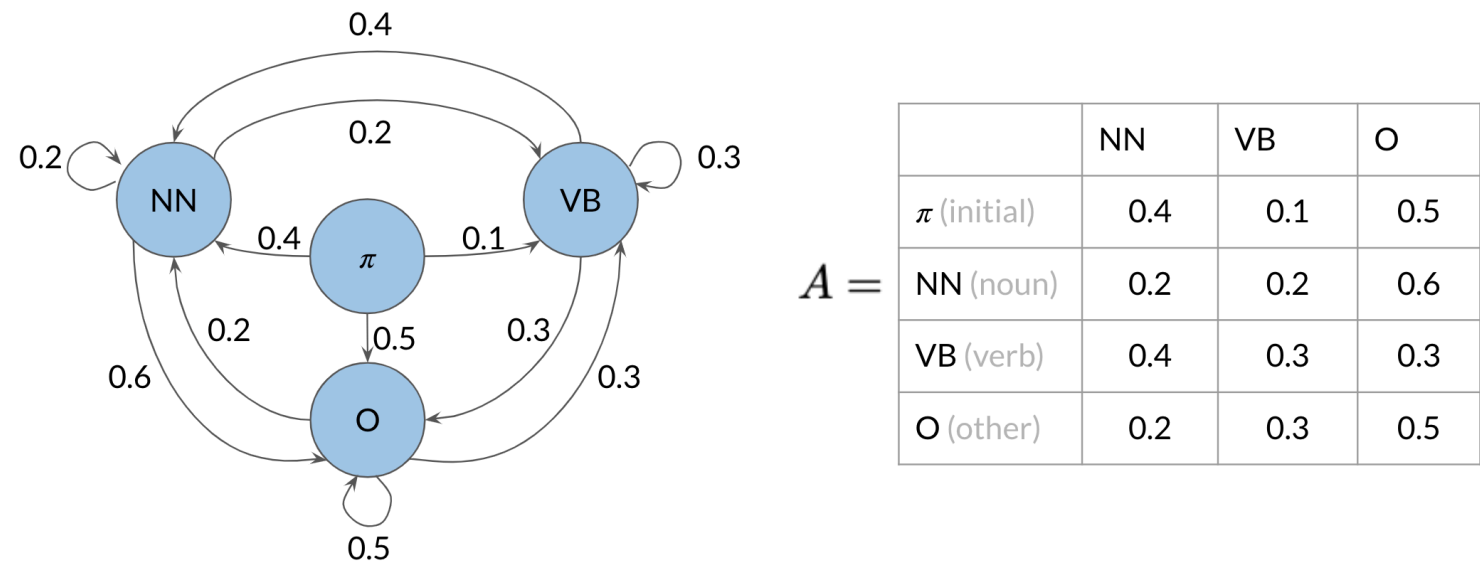 0.4
0.2
0.2
0.3
NN
VB
0.4
0.1
π
0.2
0.5
0.3
0.6
0.3
O
0.5
A =
NN VB O
π (initial) 0.4 0.1 0.5
NN (noun) 0.2 0.2 0.6
VB (verb) 0.4 0.3 0.3
O (other) 0.2 0.3 0.5